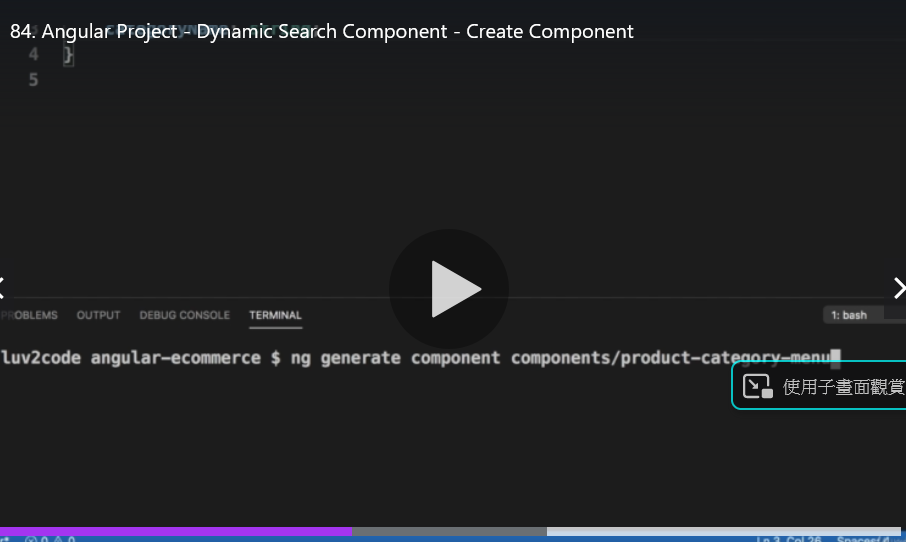 84. Angular Project - Dynamic Search Component - Create Component
4 }
5
PROBLEMS OUTPUT DEBUG CONSOLE TERMINAL 1: bash
luv2code angular-ecommerce $ ng generate component components/product-category-menu
使用子畫面觀賞